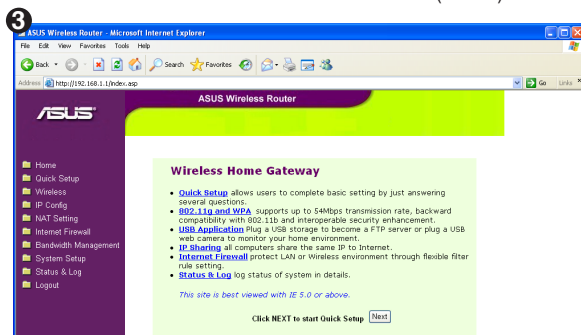 3
ASUS Wireless Router - Microsoft Internet Explorer
File Edit View Favorites Tools Help
Back Search Favorites
Address http://192.168.1.1/index.asp Go Links
ASUS Wireless Router
ASUS
Home
Quick Setup
Wireless
IP Config
NAT Setting
Internet Firewall
Bandwidth Management
System Setup
Status & Log
Logout
Wireless Home Gateway
Quick Setup allows users to complete basic setting by just answering
several questions.
802.11g and WPA supports up to 54Mbps transmission rate, backward
compatibility with 802.11b and interoperable security enhancement.
USB Application Plug a USB storage to become a FTP server or plug a USB
web camera to monitor your home environment.
IP Sharing all computers share the same IP to Internet.
Internet Firewall protect LAN or Wireless environment through flexible filter
rule setting.
Status & Log log status of system in details.
This site is best viewed with IE 5.0 or above.
Click NEXT to start Quick Setup Next